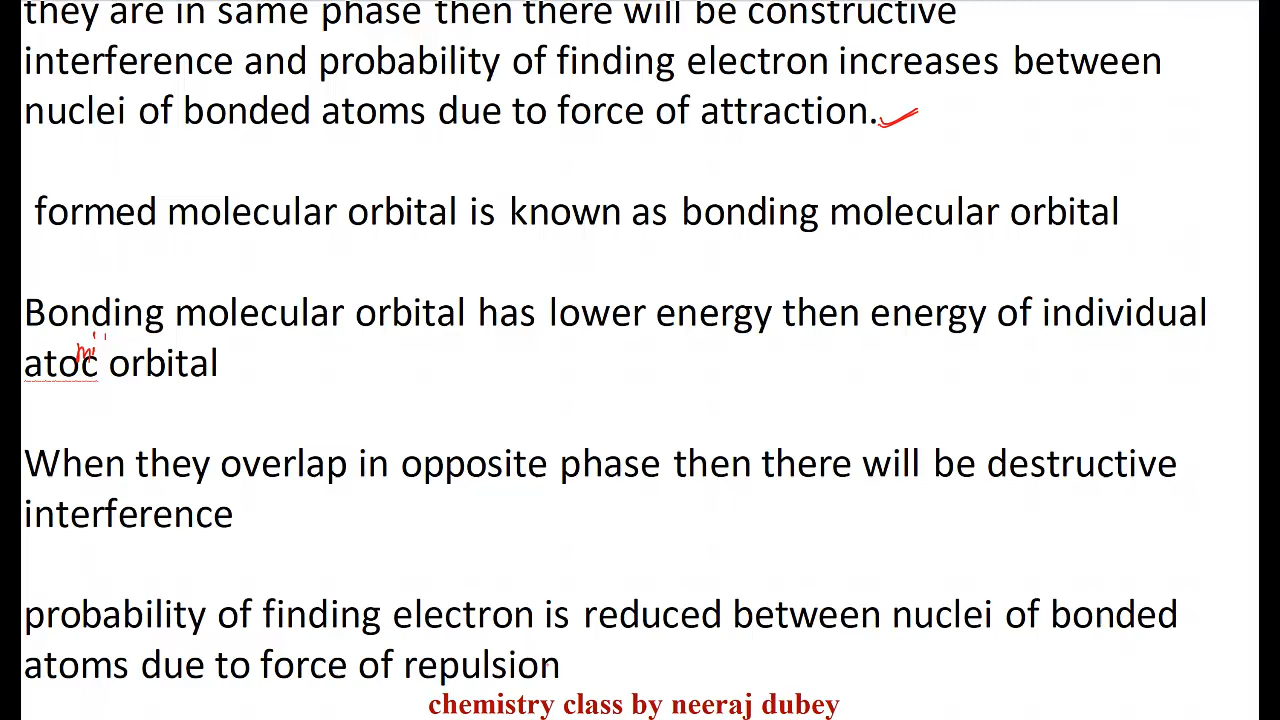 they are in same phase then there will be constructive
interference and probability of finding electron increases between
nuclei of bonded atoms due to force of attraction.
formed molecular orbital is known as bonding molecular orbital
Bonding molecular orbital has lower energy then energy of individual
mi
atoc orbital
When they overlap in opposite phase then there will be destructive
interference
probability of finding electron is reduced between nuclei of bonded
atoms due to force of repulsion
chemistry class by neeraj dubey